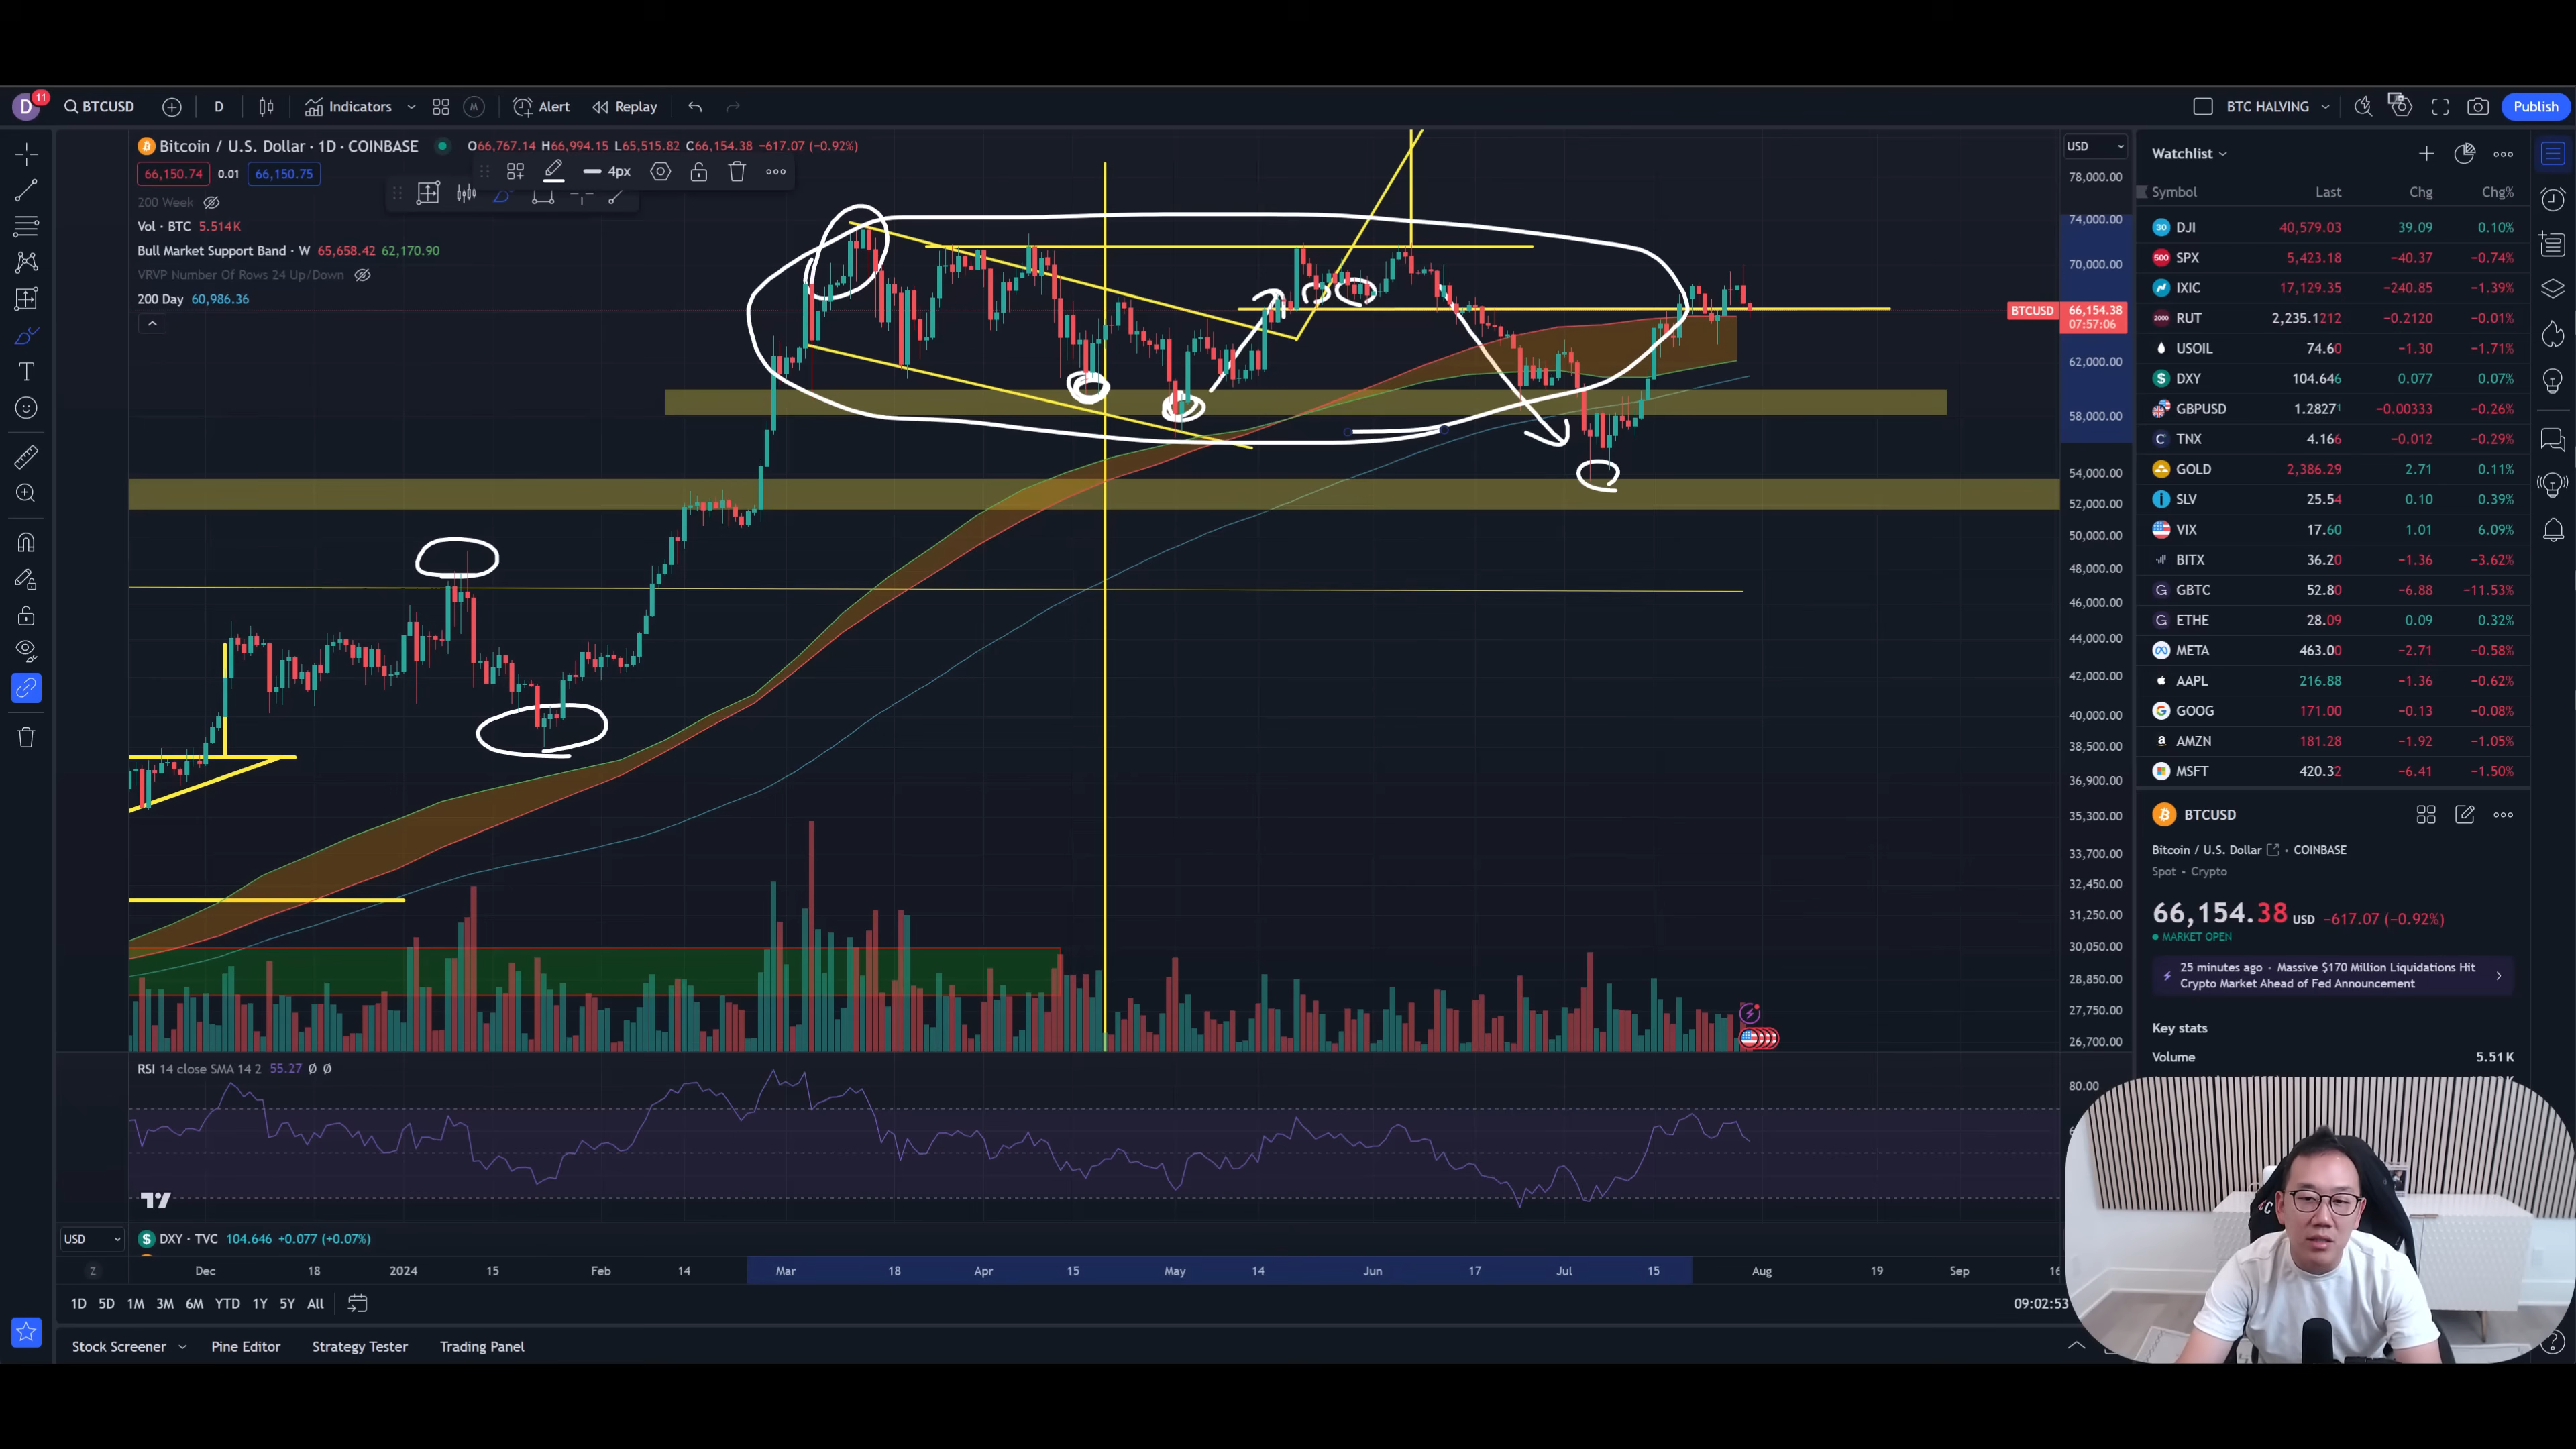 D 11 BTCUSD D Indicators M Alert Replay BTC HALVING Publish
Bitcoin / U.S. Dollar · 1D · COINBASE O66,767.14 H66,994.15 L65,515.82 C66,154.38 −617.07 (−0.92%)
66,150.74 0.01 66,150.75
4px
200 Week
Vol · BTC 5.514K
Bull Market Support Band · W 65,658.42 62,170.90
VRVP Number Of Rows 24 Up/Down
200 Day 60,986.36
USD
78,000.00
74,000.00
70,000.00
BTCUSD 66,154.38
07:57:06
62,000.00
58,000.00
54,000.00
52,000.00
50,000.00
48,000.00
46,000.00
44,000.00
42,000.00
40,000.00
38,500.00
36,900.00
35,300.00
33,700.00
32,450.00
31,250.00
30,050.00
28,850.00
27,750.00
26,700.00
RSI 14 close SMA 14 2 55.27 Ø Ø
80.00
USD DXY · TVC 104.646 +0.077 (+0.07%)
Z Dec 18 2024 15 Feb 14 Mar 18 Apr 15 May 14 Jun 17 Jul 15 Aug 19 Sep 16
1D 5D 1M 3M 6M YTD 1Y 5Y All 09:02:53
Stock Screener Pine Editor Strategy Tester Trading Panel
Watchlist
Symbol Last Chg Chg%
30 DJI 40,579.03 39.09 0.10%
500 SPX 5,423.18 −40.37 −0.74%
100 IXIC 17,129.35 −240.85 −1.39%
2000 RUT 2,235.1212 −0.2120 −0.01%
USOIL 74.60 −1.30 −1.71%
$ DXY 104.646 0.077 0.07%
GBPUSD 1.28271 −0.00333 −0.26%
C TNX 4.166 −0.012 −0.29%
GOLD 2,386.29 2.71 0.11%
SLV 25.54 0.10 0.39%
VIX 17.60 1.01 6.09%
BITX 36.20 −1.36 −3.62%
G GBTC 52.80 −6.88 −11.53%
G ETHE 28.09 0.09 0.32%
META 463.00 −2.71 −0.58%
AAPL 216.88 −1.36 −0.62%
G GOOG 171.00 −0.13 −0.08%
a AMZN 181.28 −1.92 −1.05%
MSFT 420.32 −6.41 −1.50%
BTCUSD
Bitcoin / U.S. Dollar · COINBASE
Spot · Crypto
66,154.38 USD −617.07 (−0.92%)
MARKET OPEN
25 minutes ago · Massive $170 Million Liquidations Hit
Crypto Market Ahead of Fed Announcement
Key stats
Volume 5.51K